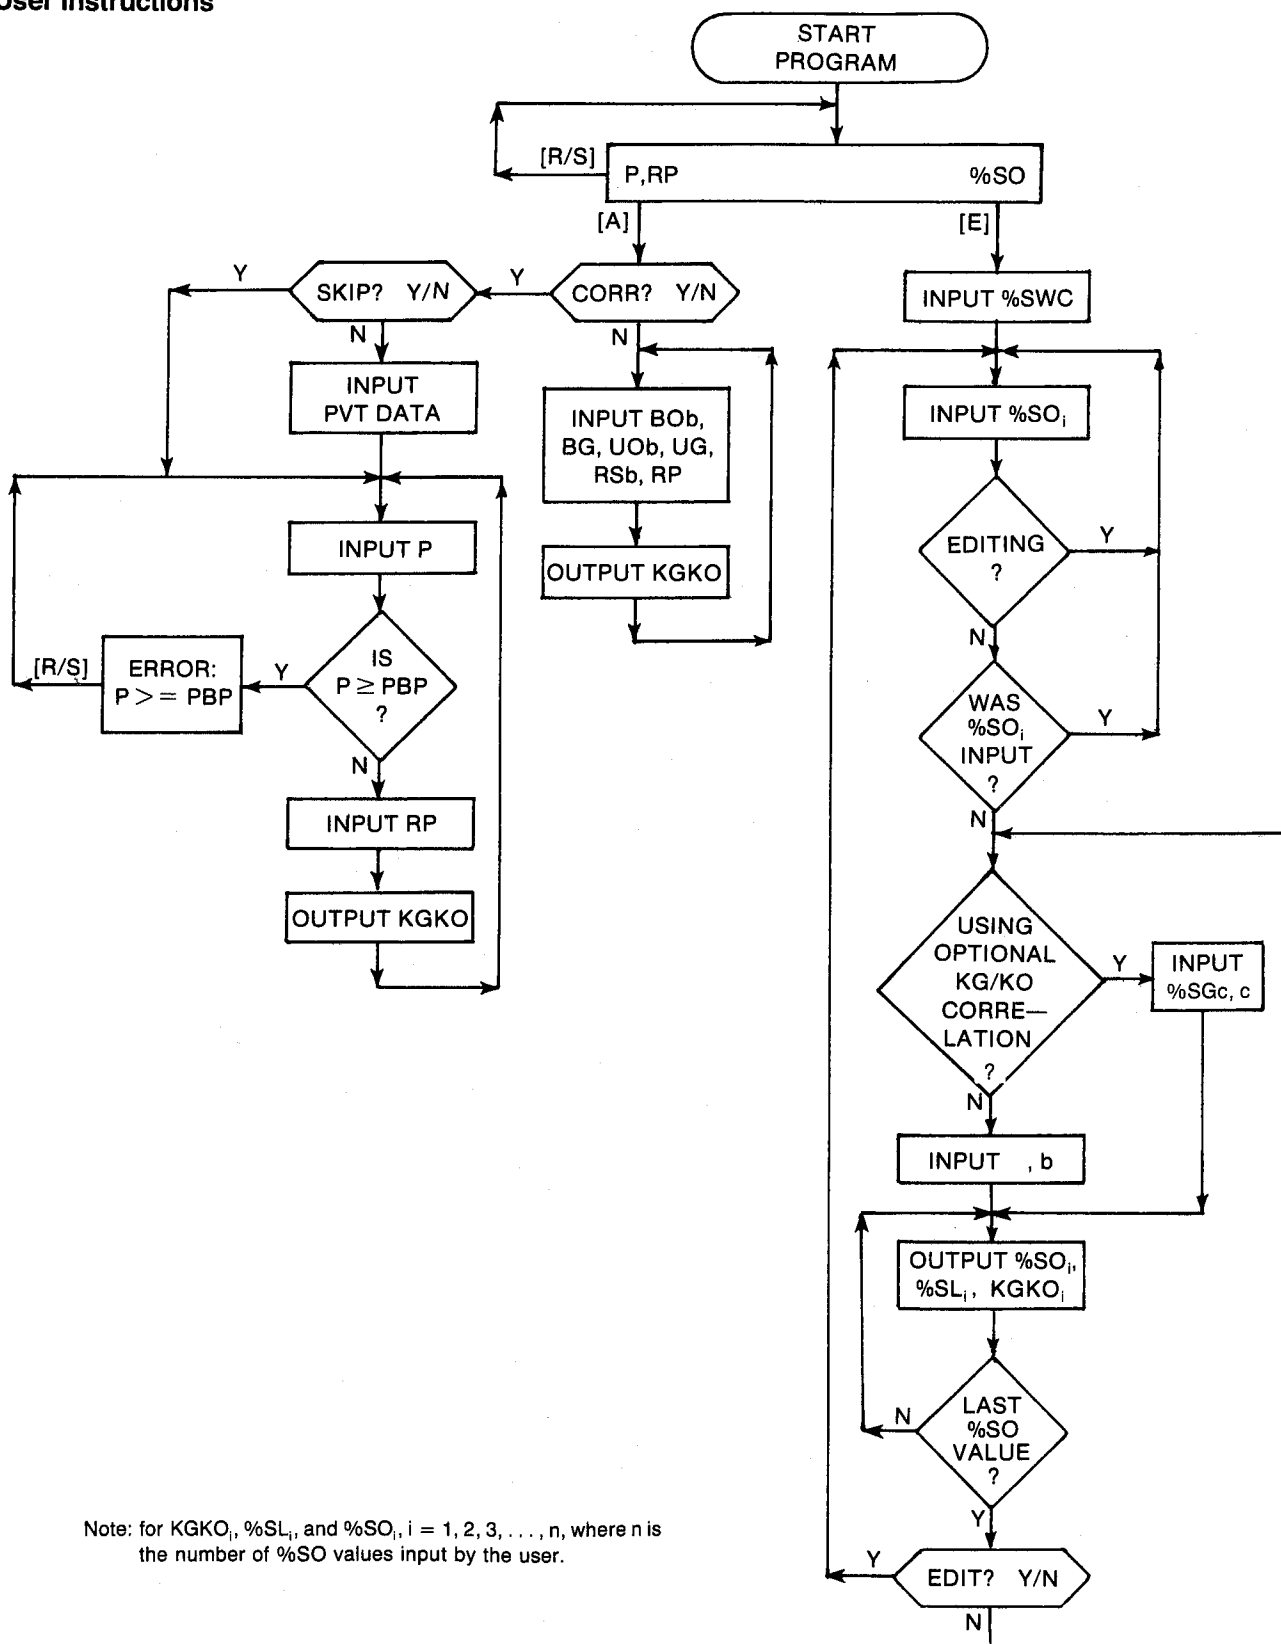 User Instructions
START
PROGRAM
[R/S]
P,RP %SO
[A]
[E]
Y
SKIP? Y/N
Y
CORR? Y/N
INPUT %SWC
N
N
INPUT
PVT DATA
INPUT BOb,
BG, UOb, UG,
RSb, RP
INPUT %SOi
INPUT P
OUTPUT KGKO
EDITING
?
Y
N
[R/S]
ERROR:
P >= PBP
Y
IS
P ≥ PBP
?
N
WAS
%SOi
INPUT
?
Y
N
INPUT RP
OUTPUT KGKO
USING
OPTIONAL
KG/KO
CORRE–
LATION
?
Y
INPUT
%SGc, c
N
INPUT , b
OUTPUT %SOi,
%SLi, KGKOi
N
LAST
%SO
VALUE
?
Y
Note: for KGKOi, %SLi, and %SOi, i = 1, 2, 3, . . . , n, where n is
the number of %SO values input by the user.
Y
EDIT? Y/N
N